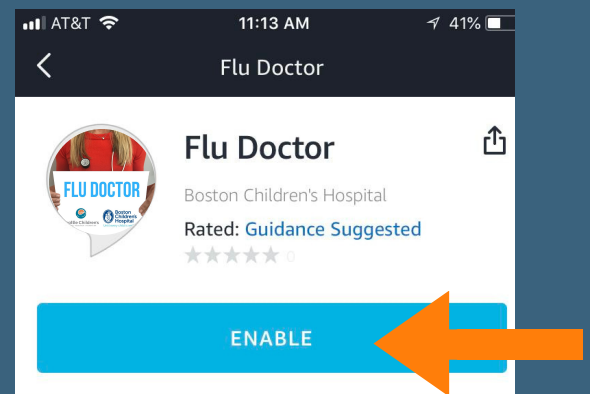 AT&T 11:13 AM 41%
Flu Doctor
Flu Doctor
FLU DOCTOR
Boston Children's Hospital
Boston Children's Hospital
Rated: Guidance Suggested
0
ENABLE